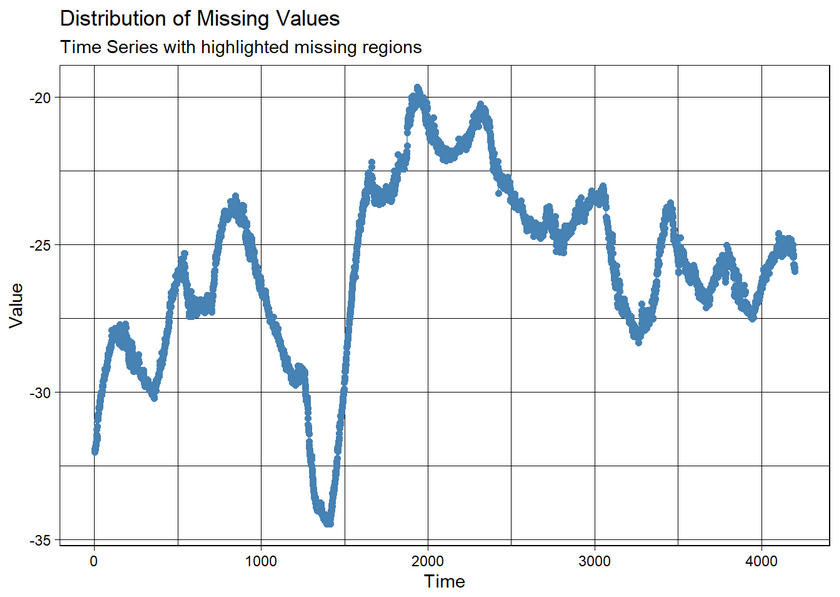 Distribution of Missing Values
Time Series with highlighted missing regions
Value
-20
-25
-30
-35
0 1000 2000 3000 4000
Time